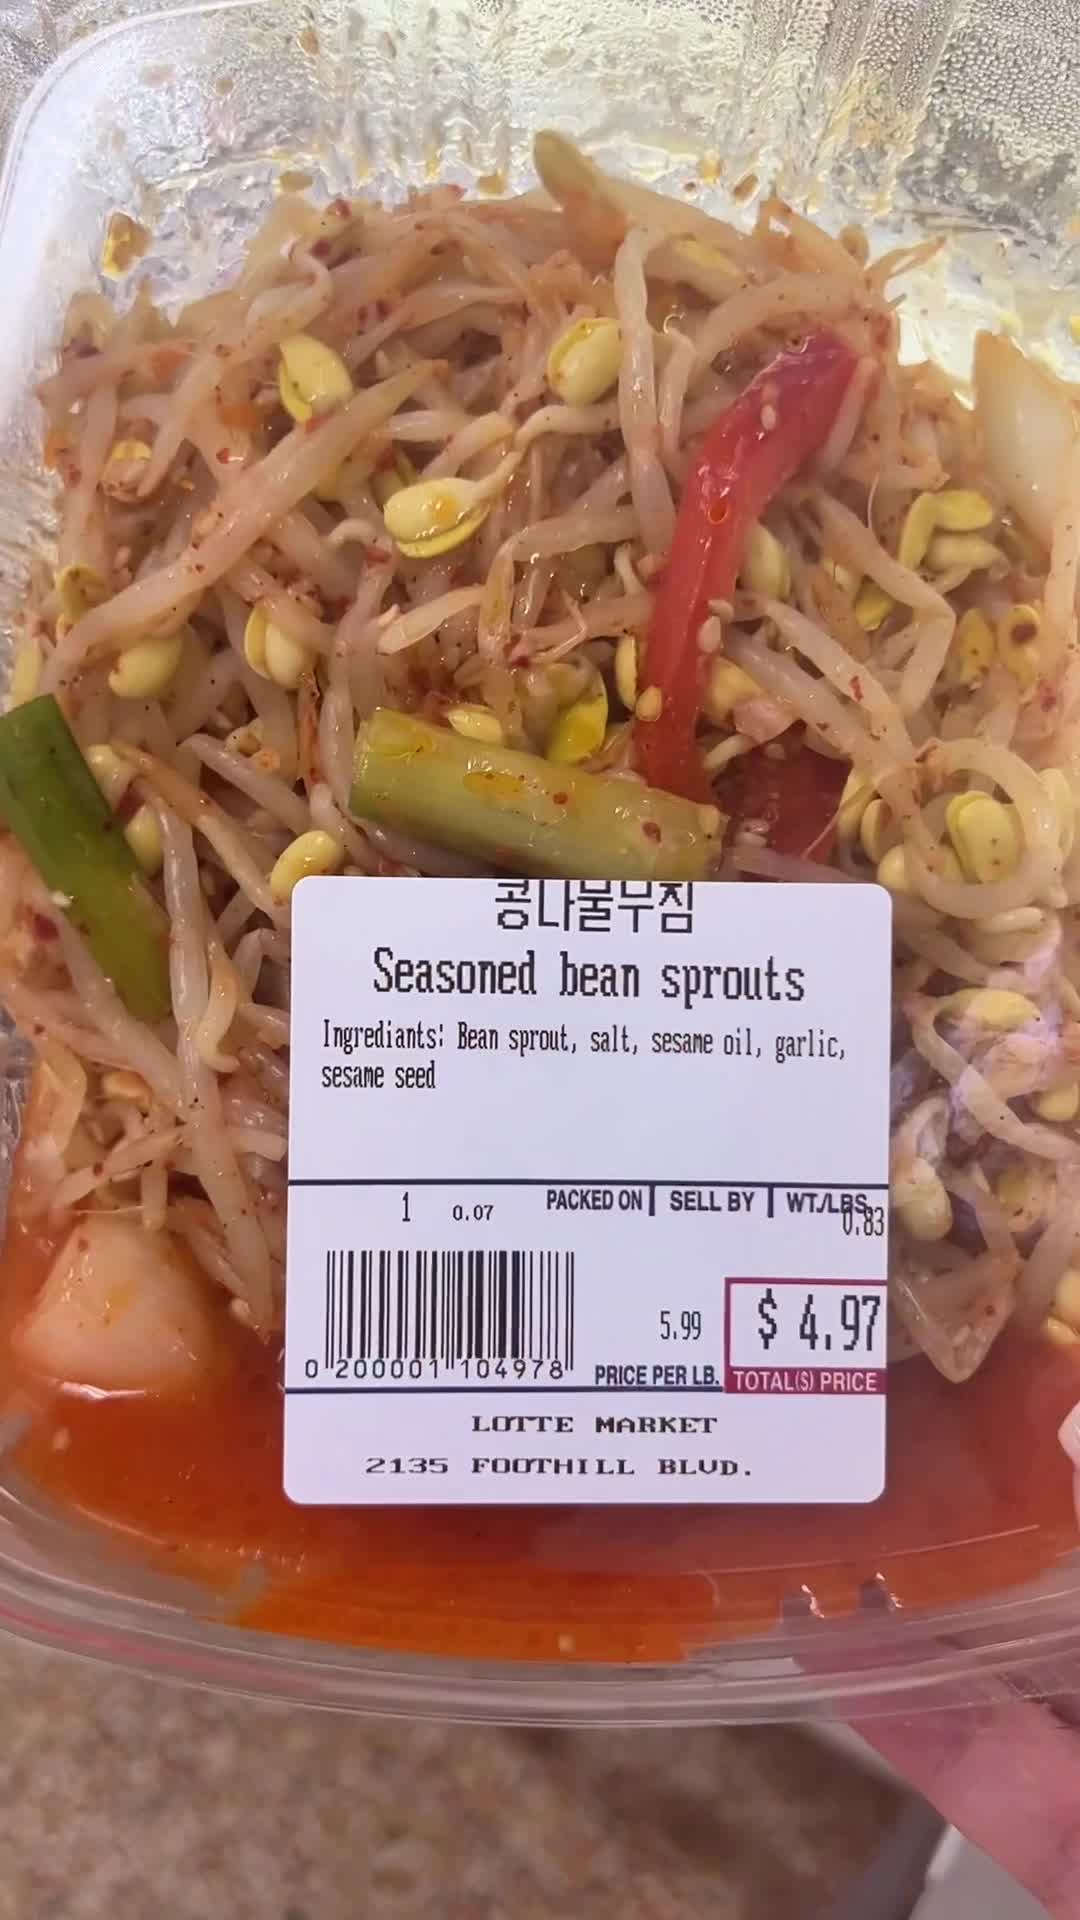 콩나물무침
Seasoned bean sprouts
Ingrediants: Bean sprout, salt, sesame oil, garlic,
sesame seed
1 0.07 PACKED ON SELL BY WT./LBS.
0.83
5.99 $ 4.97
0 200001 104978 PRICE PER LB. TOTAL(S) PRICE
LOTTE MARKET
2135 FOOTHILL BLVD.